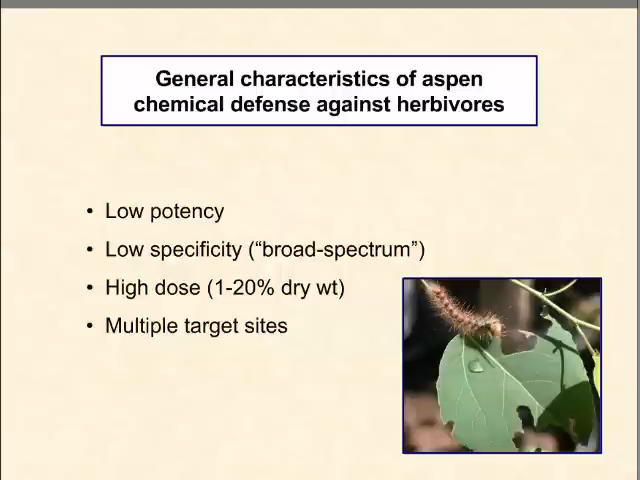 General characteristics of aspen
chemical defense against herbivores
• Low potency
• Low specificity (“broad-spectrum”)
• High dose (1-20% dry wt)
• Multiple target sites